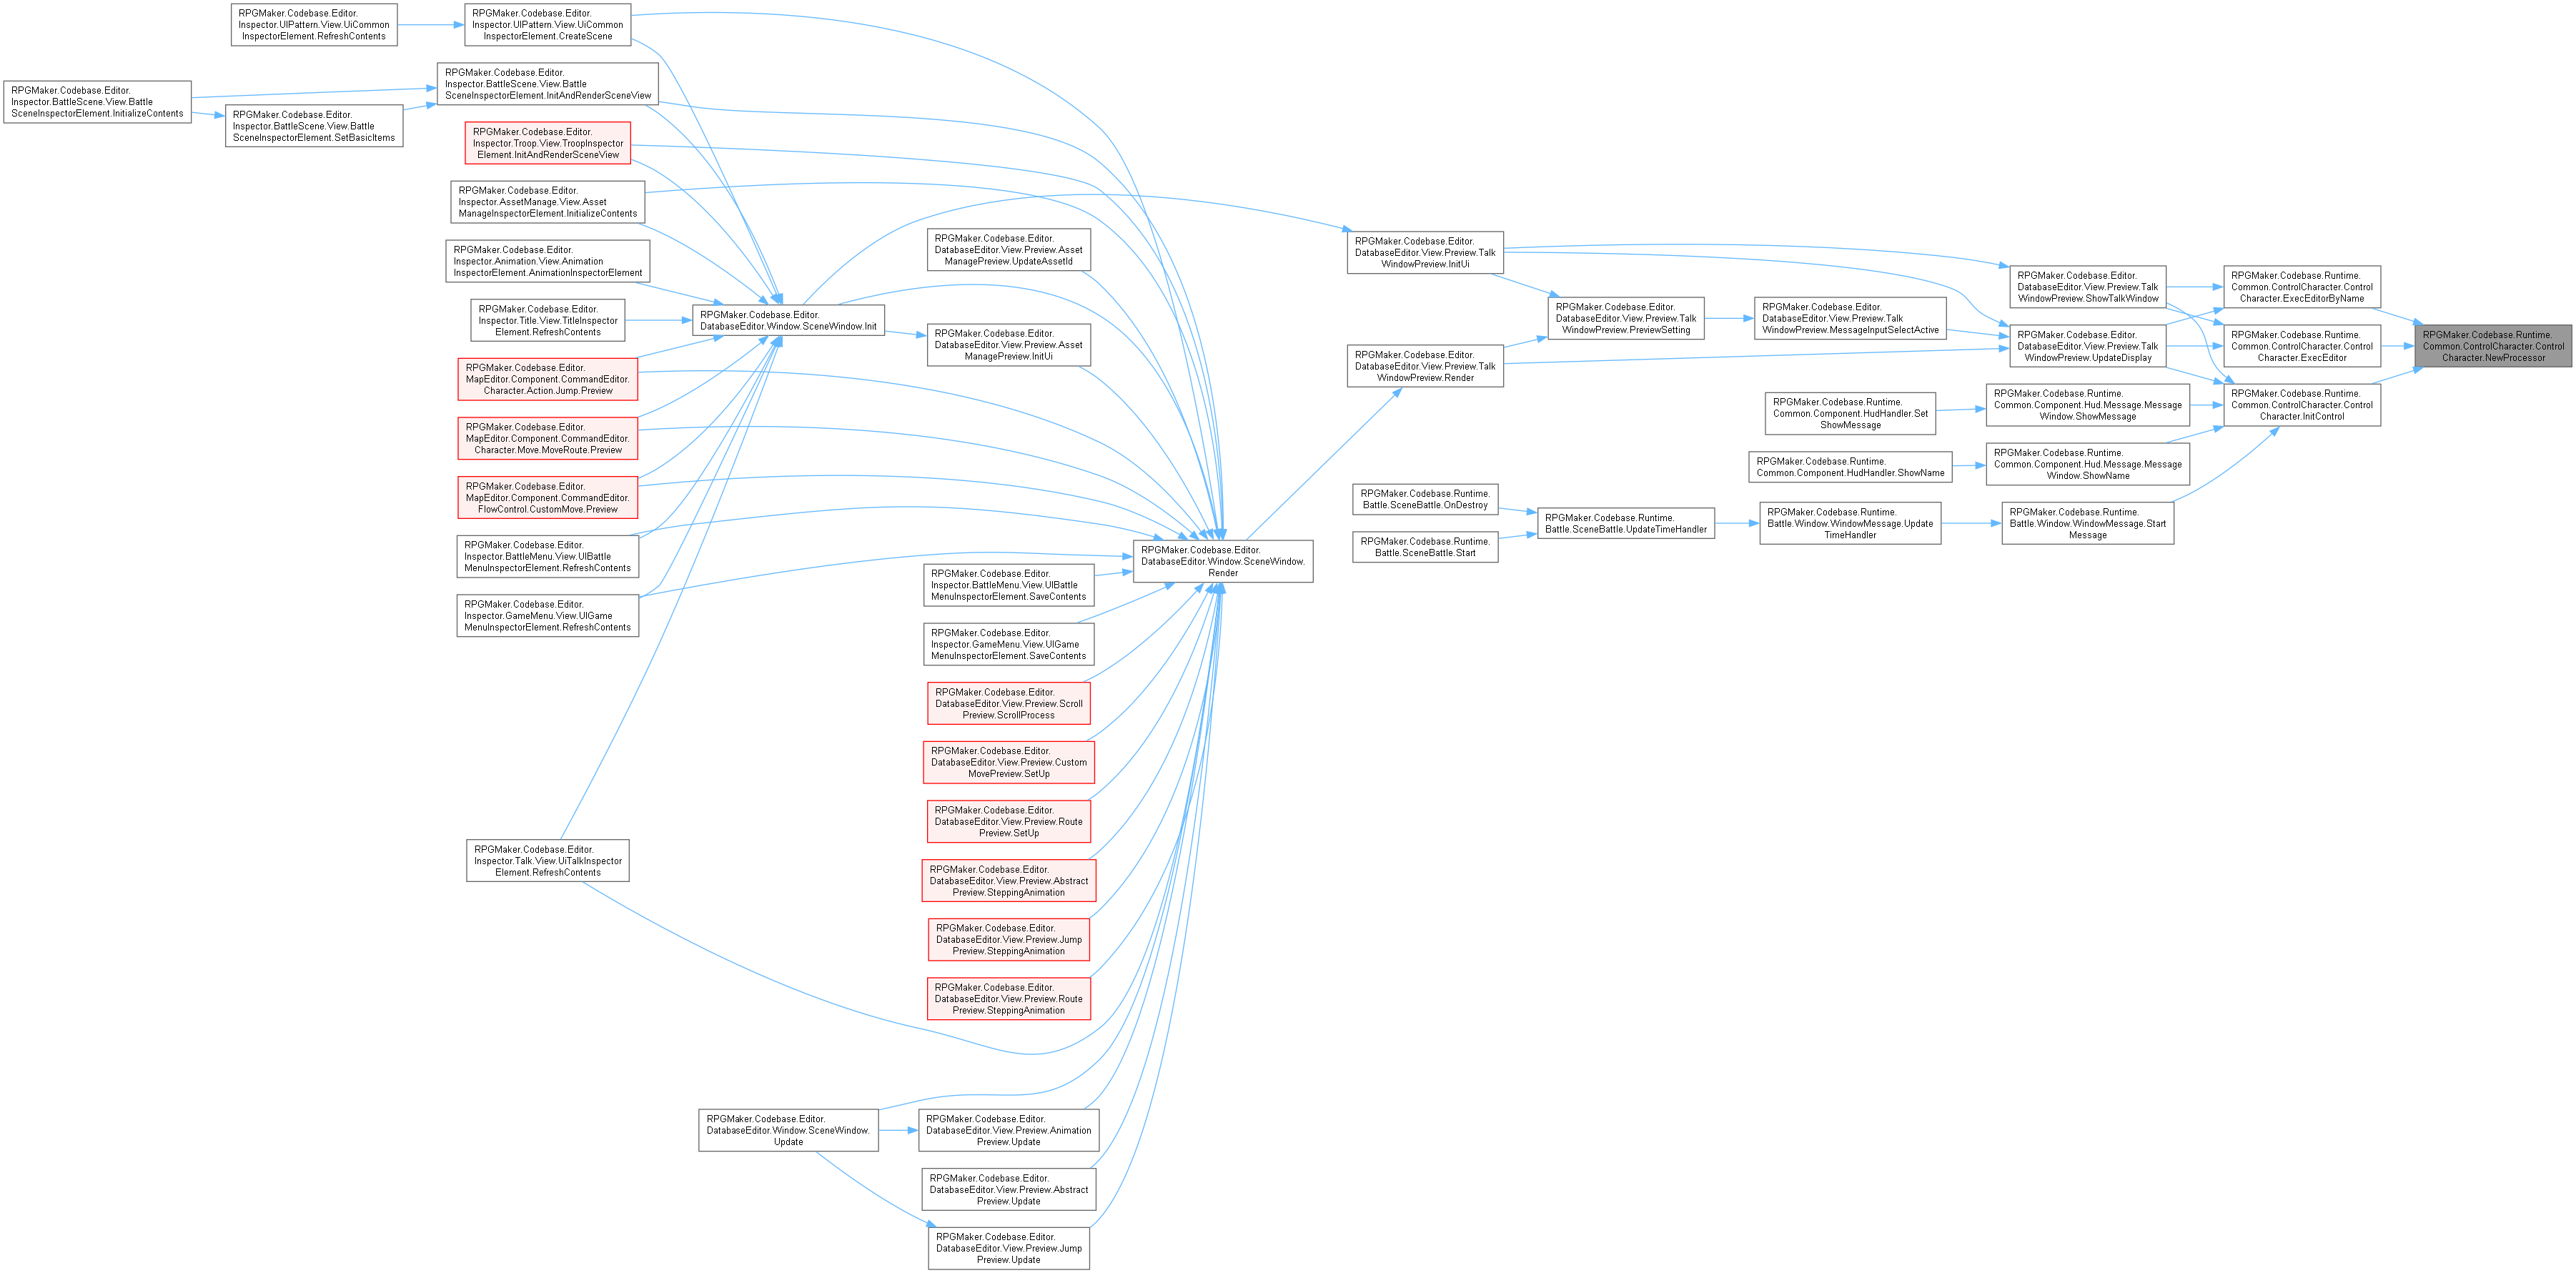 RPGMaker.Codebase.Editor.
Inspector.UIPattern.View.UiCommon
InspectorElement.RefreshContents
RPGMaker.Codebase.Editor.
Inspector.UIPattern.View.UiCommon
InspectorElement.CreateScene
RPGMaker.Codebase.Editor.
Inspector.BattleScene.View.Battle
SceneInspectorElement.InitializeContents
RPGMaker.Codebase.Editor.
Inspector.BattleScene.View.Battle
SceneInspectorElement.SetBasicItems
RPGMaker.Codebase.Editor.
Inspector.BattleScene.View.Battle
SceneInspectorElement.InitAndRenderSceneView
RPGMaker.Codebase.Editor.
Inspector.Troop.View.TroopInspector
Element.InitAndRenderSceneView
RPGMaker.Codebase.Editor.
Inspector.AssetManage.View.Asset
ManageInspectorElement.InitializeContents
RPGMaker.Codebase.Editor.
Inspector.Animation.View.Animation
InspectorElement.AnimationInspectorElement
RPGMaker.Codebase.Editor.
Inspector.Title.View.TitleInspector
Element.RefreshContents
RPGMaker.Codebase.Editor.
MapEditor.Component.CommandEditor.
Character.Action.Jump.Preview
RPGMaker.Codebase.Editor.
MapEditor.Component.CommandEditor.
Character.Move.MoveRoute.Preview
RPGMaker.Codebase.Editor.
MapEditor.Component.CommandEditor.
FlowControl.CustomMove.Preview
RPGMaker.Codebase.Editor.
Inspector.BattleMenu.View.UIBattle
MenuInspectorElement.RefreshContents
RPGMaker.Codebase.Editor.
Inspector.GameMenu.View.UIGame
MenuInspectorElement.RefreshContents
RPGMaker.Codebase.Editor.
Inspector.Talk.View.UiTalkInspector
Element.RefreshContents
RPGMaker.Codebase.Editor.
DatabaseEditor.Window.SceneWindow.Init
RPGMaker.Codebase.Editor.
DatabaseEditor.Window.SceneWindow.
Update
RPGMaker.Codebase.Editor.
DatabaseEditor.View.Preview.Asset
ManagePreview.UpdateAssetId
RPGMaker.Codebase.Editor.
DatabaseEditor.View.Preview.Asset
ManagePreview.InitUi
RPGMaker.Codebase.Editor.
Inspector.BattleMenu.View.UIBattle
MenuInspectorElement.SaveContents
RPGMaker.Codebase.Editor.
Inspector.GameMenu.View.UIGame
MenuInspectorElement.SaveContents
RPGMaker.Codebase.Editor.
DatabaseEditor.View.Preview.Scroll
Preview.ScrollProcess
RPGMaker.Codebase.Editor.
DatabaseEditor.View.Preview.Custom
MovePreview.SetUp
RPGMaker.Codebase.Editor.
DatabaseEditor.View.Preview.Route
Preview.SetUp
RPGMaker.Codebase.Editor.
DatabaseEditor.View.Preview.Abstract
Preview.SteppingAnimation
RPGMaker.Codebase.Editor.
DatabaseEditor.View.Preview.Jump
Preview.SteppingAnimation
RPGMaker.Codebase.Editor.
DatabaseEditor.View.Preview.Route
Preview.SteppingAnimation
RPGMaker.Codebase.Editor.
DatabaseEditor.View.Preview.Animation
Preview.Update
RPGMaker.Codebase.Editor.
DatabaseEditor.View.Preview.Abstract
Preview.Update
RPGMaker.Codebase.Editor.
DatabaseEditor.View.Preview.Jump
Preview.Update
RPGMaker.Codebase.Editor.
DatabaseEditor.Window.SceneWindow.
Render
RPGMaker.Codebase.Editor.
DatabaseEditor.View.Preview.Talk
WindowPreview.InitUi
RPGMaker.Codebase.Editor.
DatabaseEditor.View.Preview.Talk
WindowPreview.Render
RPGMaker.Codebase.Runtime.
Battle.SceneBattle.OnDestroy
RPGMaker.Codebase.Runtime.
Battle.SceneBattle.Start
RPGMaker.Codebase.Editor.
DatabaseEditor.View.Preview.Talk
WindowPreview.PreviewSetting
RPGMaker.Codebase.Runtime.
Battle.SceneBattle.UpdateTimeHandler
RPGMaker.Codebase.Editor.
DatabaseEditor.View.Preview.Talk
WindowPreview.MessageInputSelectActive
RPGMaker.Codebase.Runtime.
Common.Component.HudHandler.Set
ShowMessage
RPGMaker.Codebase.Runtime.
Common.Component.HudHandler.ShowName
RPGMaker.Codebase.Runtime.
Battle.Window.WindowMessage.Update
TimeHandler
RPGMaker.Codebase.Editor.
DatabaseEditor.View.Preview.Talk
WindowPreview.ShowTalkWindow
RPGMaker.Codebase.Editor.
DatabaseEditor.View.Preview.Talk
WindowPreview.UpdateDisplay
RPGMaker.Codebase.Runtime.
Common.Component.Hud.Message.Message
Window.ShowMessage
RPGMaker.Codebase.Runtime.
Common.Component.Hud.Message.Message
Window.ShowName
RPGMaker.Codebase.Runtime.
Battle.Window.WindowMessage.Start
Message
RPGMaker.Codebase.Runtime.
Common.ControlCharacter.Control
Character.ExecEditorByName
RPGMaker.Codebase.Runtime.
Common.ControlCharacter.Control
Character.ExecEditor
RPGMaker.Codebase.Runtime.
Common.ControlCharacter.Control
Character.InitControl
RPGMaker.Codebase.Runtime.
Common.ControlCharacter.Control
Character.NewProcessor